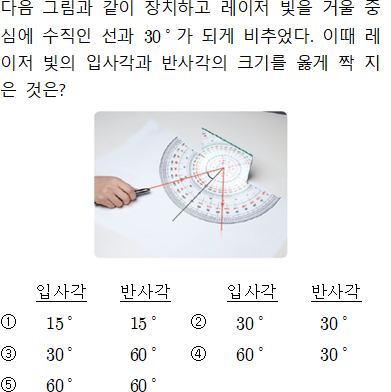 다음 그림과 같이 장치하고 레이저 빛을 거울 중
심에 수직인 선과 30°가 되게 비추었다. 이때 레
이저 빛의 입사각과 반사각의 크기를 옳게 짝 지
은 것은?
입사각 반사각 입사각 반사각
① 15° 15° ② 30° 30°
③ 30° 60° ④ 60° 30°
⑤ 60° 60°